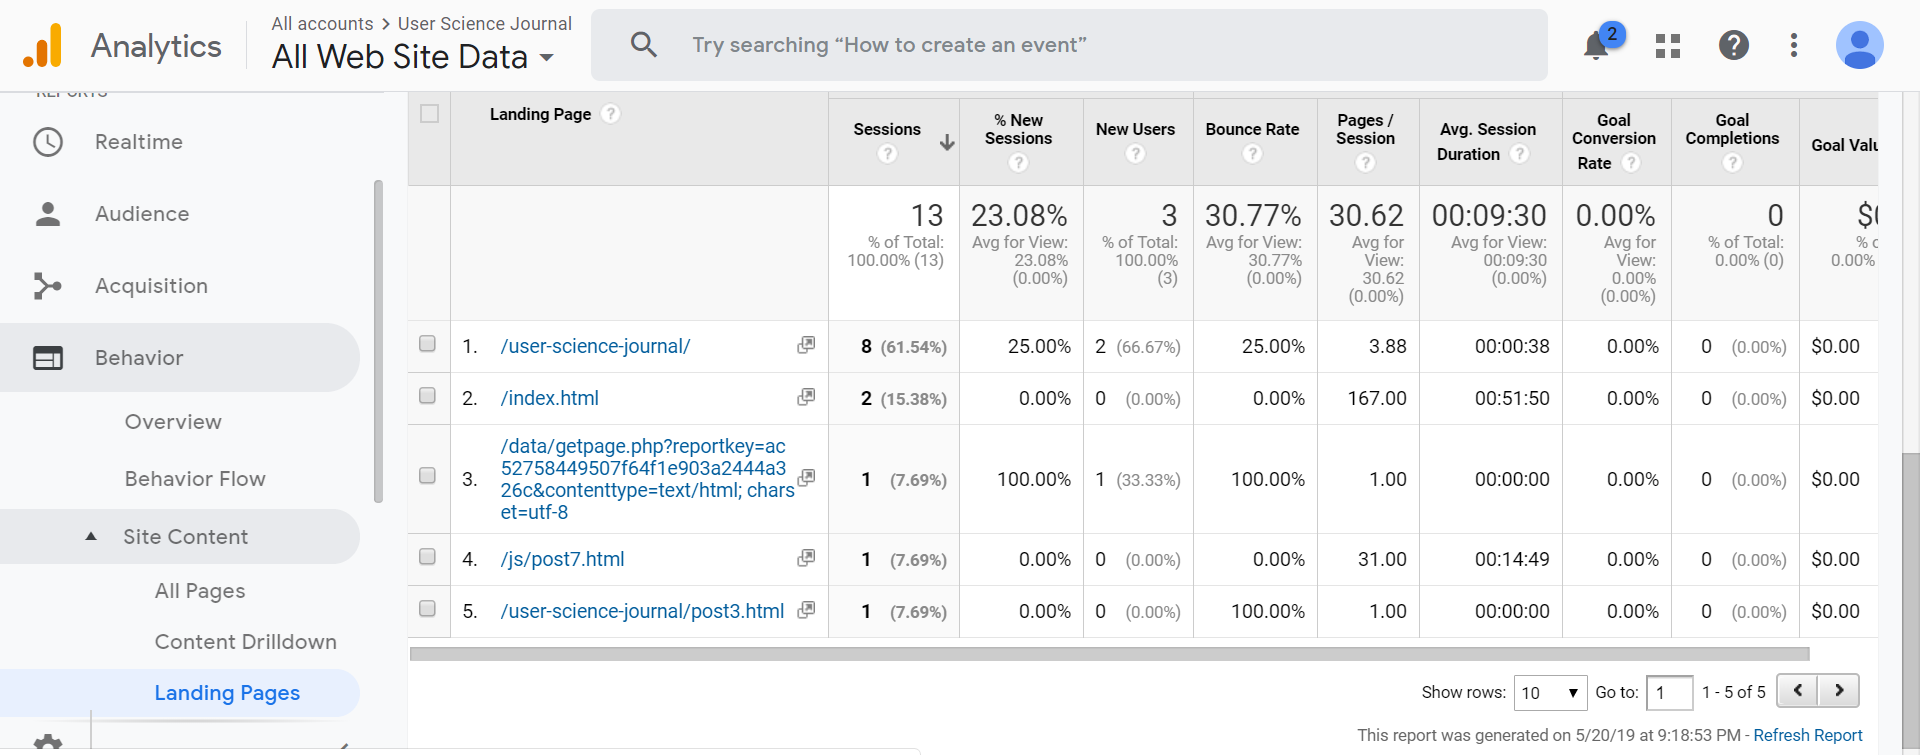 Analytics
All accounts > User Science Journal
All Web Site Data
Try searching “How to create an event”
2
REPORTS
Realtime
Audience
Acquisition
Behavior
Overview
Behavior Flow
Site Content
All Pages
Content Drilldown
Landing Pages
Landing Page ?
Sessions
?
% New
Sessions
?
New Users
?
Bounce Rate
?
Pages /
Session
?
Avg. Session
Duration ?
Goal
Conversion
Rate ?
Goal
Completions
?
Goal Valu
13
% of Total:
100.00% (13)
23.08%
Avg for View:
23.08%
(0.00%)
3
% of Total:
100.00%
(3)
30.77%
Avg for View:
30.77%
(0.00%)
30.62
Avg for
View:
30.62
(0.00%)
00:09:30
Avg for View:
00:09:30
(0.00%)
0.00%
Avg for
View:
0.00%
(0.00%)
0
% of Total:
0.00% (0)
$0
% o
0.00%
1. /user-science-journal/ 8 (61.54%) 25.00% 2 (66.67%) 25.00% 3.88 00:00:38 0.00% 0 (0.00%) $0.00
2. /index.html 2 (15.38%) 0.00% 0 (0.00%) 0.00% 167.00 00:51:50 0.00% 0 (0.00%) $0.00
3. /data/getpage.php?reportkey=ac
52758449507f64f1e903a2444a3
26c&contenttype=text/html; chars
et=utf-8
1 (7.69%) 100.00% 1 (33.33%) 100.00% 1.00 00:00:00 0.00% 0 (0.00%) $0.00
4. /js/post7.html 1 (7.69%) 0.00% 0 (0.00%) 0.00% 31.00 00:14:49 0.00% 0 (0.00%) $0.00
5. /user-science-journal/post3.html 1 (7.69%) 0.00% 0 (0.00%) 100.00% 1.00 00:00:00 0.00% 0 (0.00%) $0.00
Show rows: 10 Go to: 1 1 - 5 of 5
This report was generated on 5/20/19 at 9:18:53 PM - Refresh Report